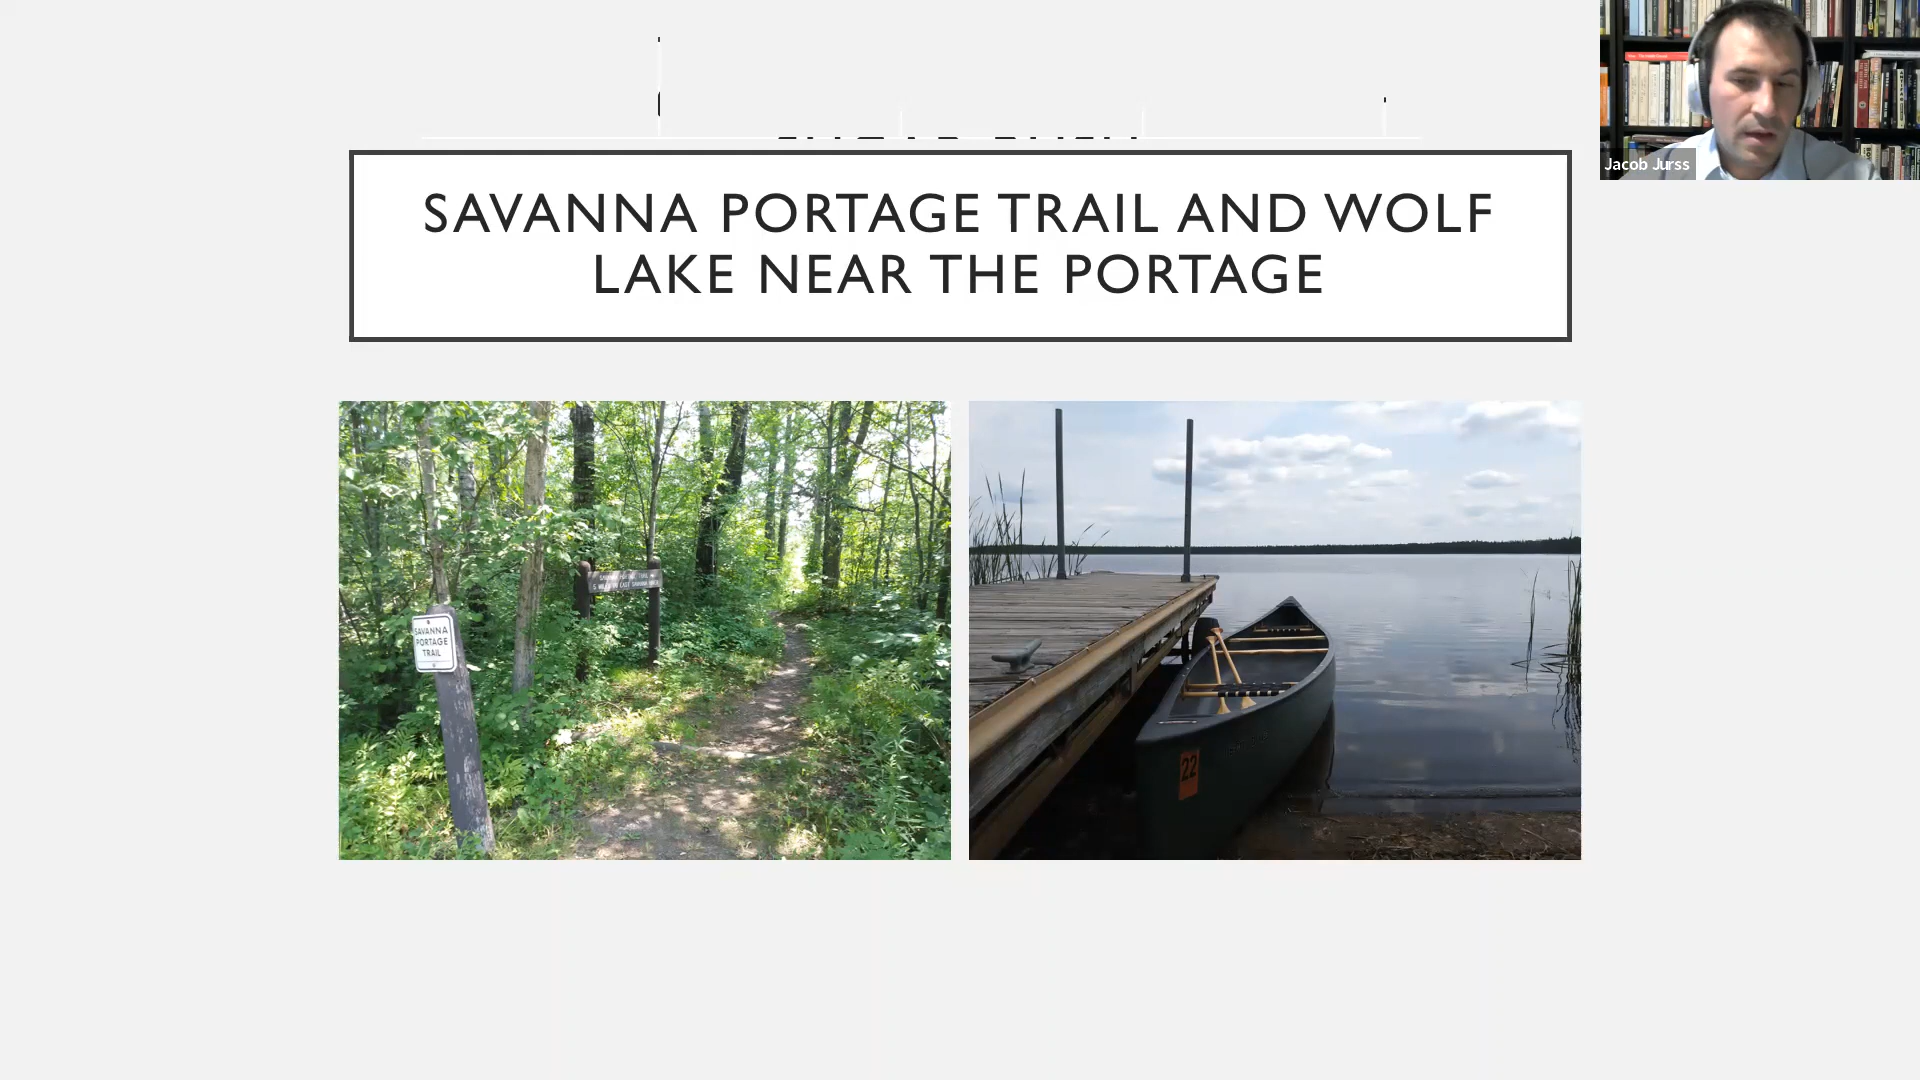 SAVANNA PORTAGE TRAIL AND WOLF
LAKE NEAR THE PORTAGE
Jacob Jurss
SAVANNA
PORTAGE
TRAIL
22